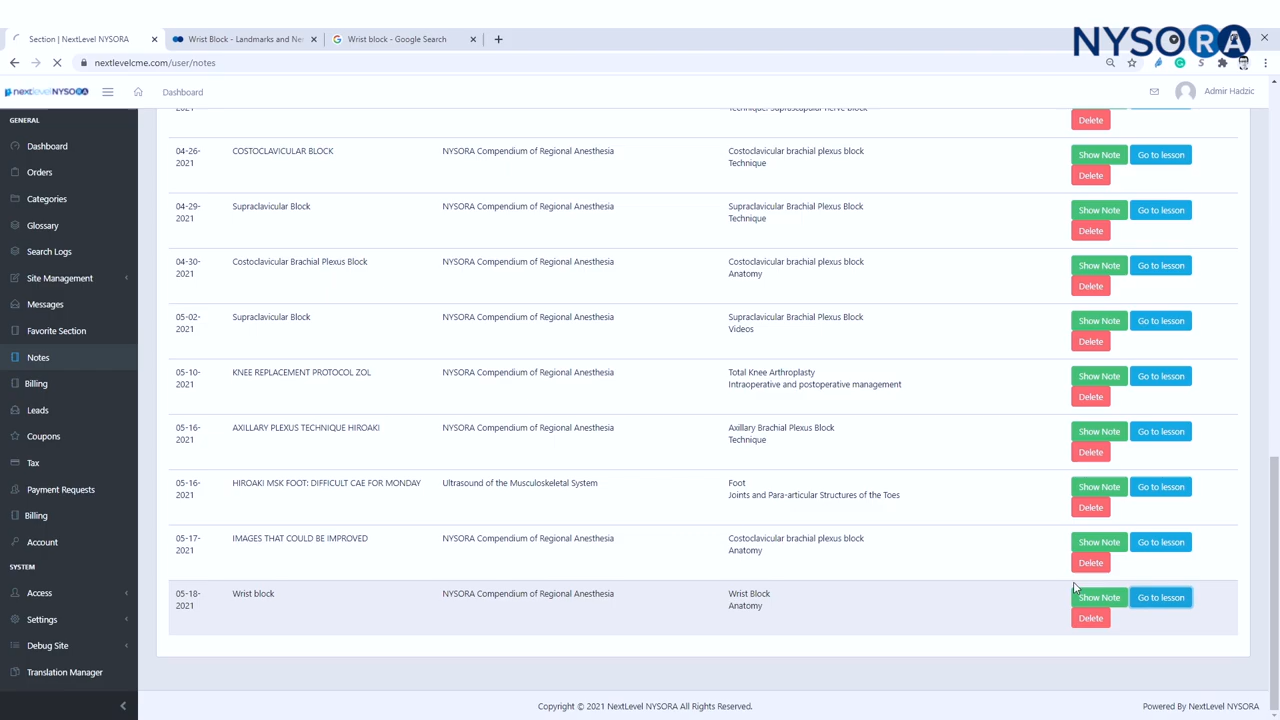 NYSORA
Section | NextLevel NYSORA
Wrist Block - Landmarks and Ne
Wrist block - Google Search
nextlevelcme.com/user/notes
nextlevelNYSORA
Dashboard
Admir Hadzic
GENERAL
Dashboard
Orders
Categories
Glossary
Search Logs
Site Management
Messages
Favorite Section
Notes
Billing
Leads
Coupons
Tax
Payment Requests
Billing
Account
SYSTEM
Access
Settings
Debug Site
Translation Manager
2021
Technique: Suprascapular nerve block
Delete
04-26-
2021
COSTOCLAVICULAR BLOCK
NYSORA Compendium of Regional Anesthesia
Costoclavicular brachial plexus block
Technique
Show Note
Go to lesson
Delete
04-29-
2021
Supraclavicular Block
NYSORA Compendium of Regional Anesthesia
Supraclavicular Brachial Plexus Block
Technique
Show Note
Go to lesson
Delete
04-30-
2021
Costoclavicular Brachial Plexus Block
NYSORA Compendium of Regional Anesthesia
Costoclavicular brachial plexus block
Anatomy
Show Note
Go to lesson
Delete
05-02-
2021
Supraclavicular Block
NYSORA Compendium of Regional Anesthesia
Supraclavicular Brachial Plexus Block
Videos
Show Note
Go to lesson
Delete
05-10-
2021
KNEE REPLACEMENT PROTOCOL ZOL
NYSORA Compendium of Regional Anesthesia
Total Knee Arthroplasty
Intraoperative and postoperative management
Show Note
Go to lesson
Delete
05-16-
2021
AXILLARY PLEXUS TECHNIQUE HIROAKI
NYSORA Compendium of Regional Anesthesia
Axillary Brachial Plexus Block
Technique
Show Note
Go to lesson
Delete
05-16-
2021
HIROAKI MSK FOOT: DIFFICULT CAE FOR MONDAY
Ultrasound of the Musculoskeletal System
Foot
Joints and Para-articular Structures of the Toes
Show Note
Go to lesson
Delete
05-17-
2021
IMAGES THAT COULD BE IMPROVED
NYSORA Compendium of Regional Anesthesia
Costoclavicular brachial plexus block
Anatomy
Show Note
Go to lesson
Delete
05-18-
2021
Wrist block
NYSORA Compendium of Regional Anesthesia
Wrist Block
Anatomy
Show Note
Go to lesson
Delete
Copyright © 2021 NextLevel NYSORA All Rights Reserved.
Powered By NextLevel NYSORA